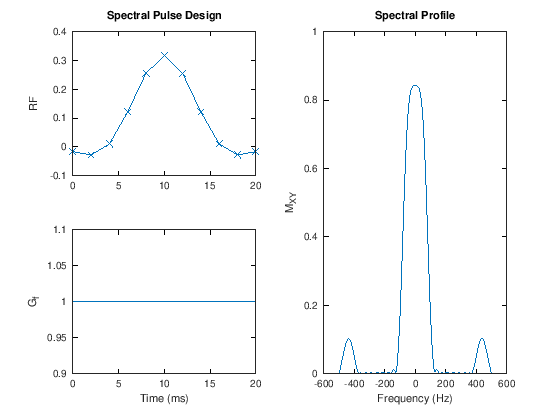 Spectral Pulse Design
0.4
0.3
0.2
0.1
0
-0.1
RF
0 5 10 15 20
1.1
1.05
1
0.95
0.9
Gf
0 5 10 15 20
Time (ms)
Spectral Profile
1
0.8
0.6
0.4
0.2
0
MXY
-600 -400 -200 0 200 400 600
Frequency (Hz)